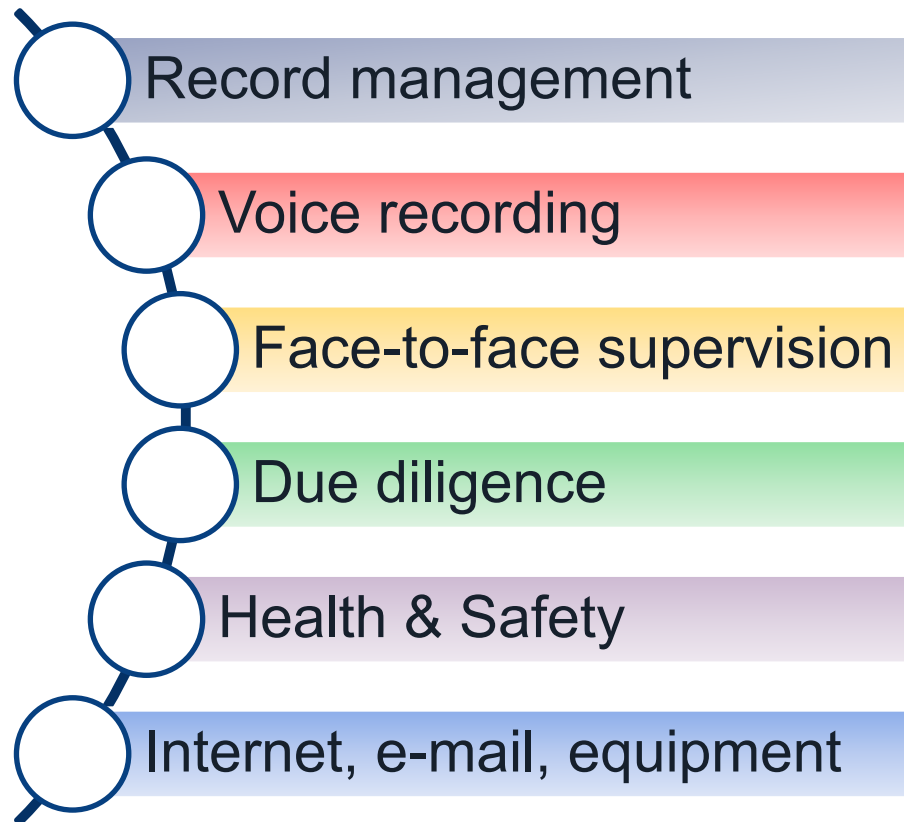 Record management
Voice recording
Face-to-face supervision
Due diligence
Health & Safety
Internet, e-mail, equipment